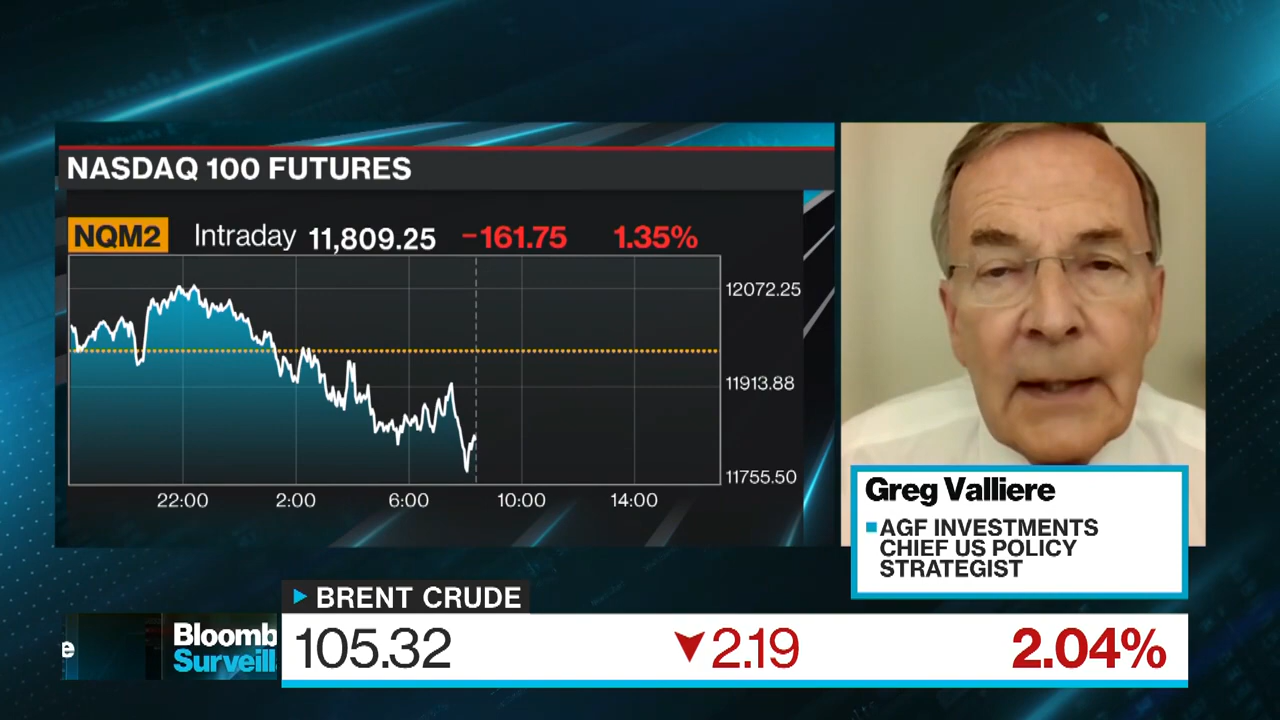 NASDAQ 100 FUTURES
NQM2 Intraday 11,809.25 -161.75 1.35%
12072.25
11913.88
11755.50
22:00 2:00 6:00 10:00 14:00
Greg Valliere
AGF INVESTMENTS
CHIEF US POLICY
STRATEGIST
BRENT CRUDE
e
Bloomb
Surveill
105.32 ▼2.19 2.04%